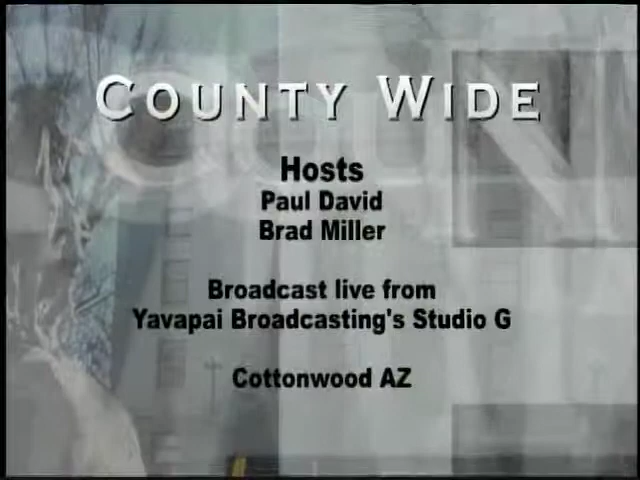 COUNTY WIDE
Hosts
Paul David
Brad Miller
Broadcast live from
Yavapai Broadcasting's Studio G
Cottonwood AZ